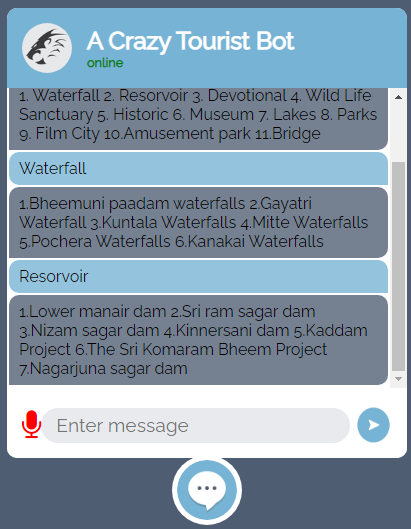 A Crazy Tourist Bot
online
1. Waterfall 2. Resorvoir 3. Devotional 4. Wild Life
Sanctuary 5. Historic 6. Museum 7. Lakes 8. Parks
9. Film City 10.Amusement park 11.Bridge
Waterfall
1.Bheemuni paadam waterfalls 2.Gayatri
Waterfall 3.Kuntala Waterfalls 4.Mitte Waterfalls
5.Pochera Waterfalls 6.Kanakai Waterfalls
Resorvoir
1.Lower manair dam 2.Sri ram sagar dam
3.Nizam sagar dam 4.Kinnersani dam 5.Kaddam
Project 6.The Sri Komaram Bheem Project
7.Nagarjuna sagar dam
Enter message